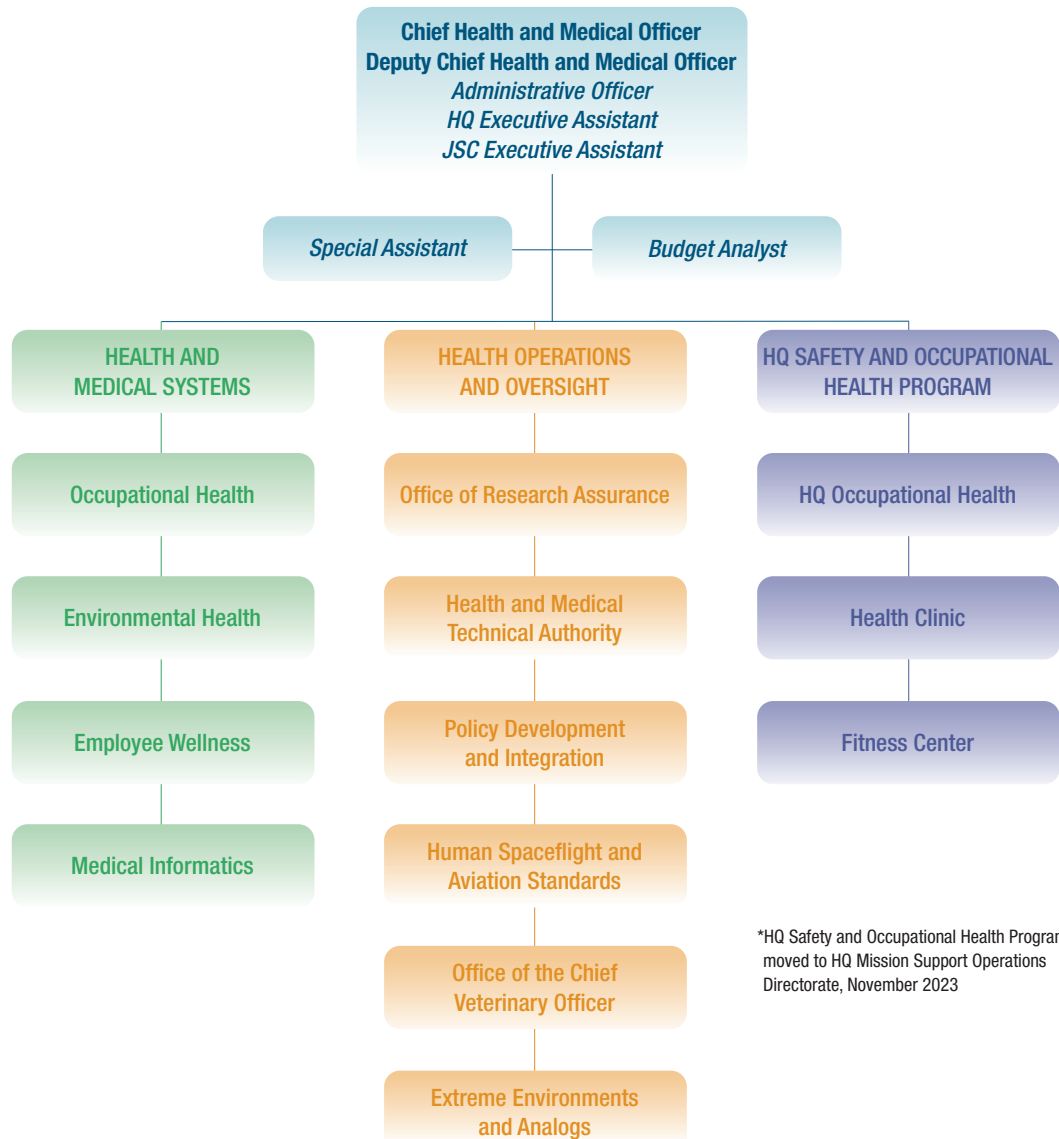 Chief Health and Medical Officer
Deputy Chief Health and Medical Officer
Administrative Officer
HQ Executive Assistant
JSC Executive Assistant
Special Assistant
Budget Analyst
HEALTH AND
MEDICAL SYSTEMS
Occupational Health
Environmental Health
Employee Wellness
Medical Informatics
HEALTH OPERATIONS
AND OVERSIGHT
Office of Research Assurance
Health and Medical
Technical Authority
Policy Development
and Integration
Human Spaceflight and
Aviation Standards
Office of the Chief
Veterinary Officer
Extreme Environments
and Analogs
HQ SAFETY AND OCCUPATIONAL
HEALTH PROGRAM
HQ Occupational Health
Health Clinic
Fitness Center
*HQ Safety and Occupational Health Program
moved to HQ Mission Support Operations
Directorate, November 2023